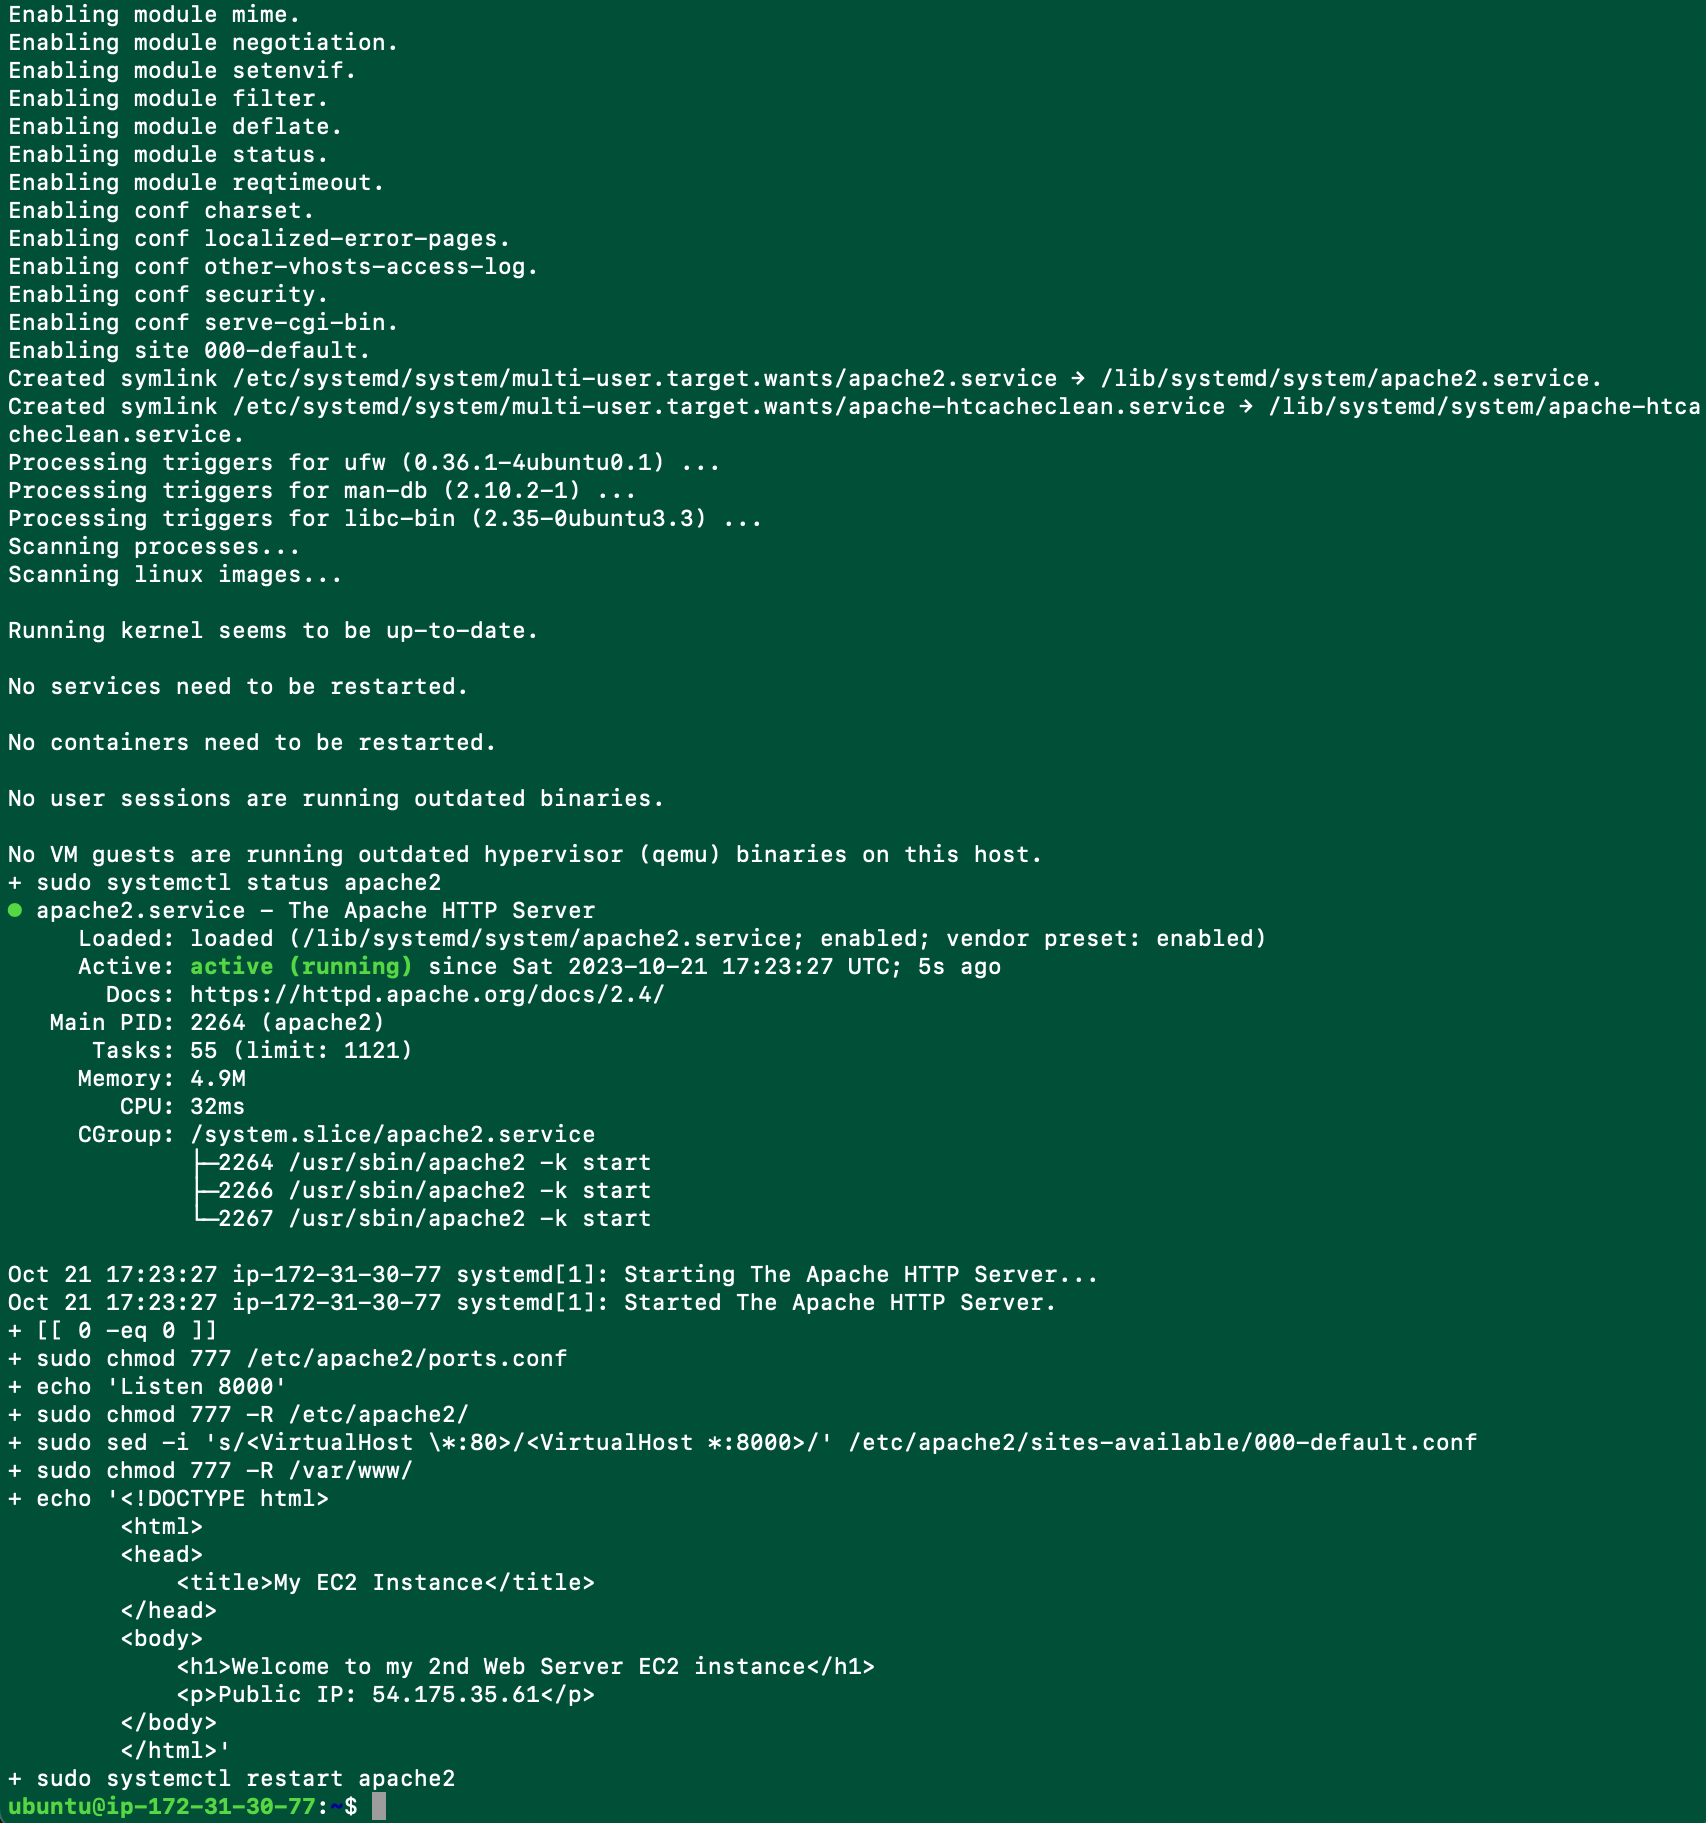 Enabling module mime.
Enabling module negotiation.
Enabling module setenvif.
Enabling module filter.
Enabling module deflate.
Enabling module status.
Enabling module reqtimeout.
Enabling conf charset.
Enabling conf localized-error-pages.
Enabling conf other-vhosts-access-log.
Enabling conf security.
Enabling conf serve-cgi-bin.
Enabling site 000-default.
Created symlink /etc/systemd/system/multi-user.target.wants/apache2.service → /lib/systemd/system/apache2.service.
Created symlink /etc/systemd/system/multi-user.target.wants/apache-htcacheclean.service → /lib/systemd/system/apache-htca
checlean.service.
Processing triggers for ufw (0.36.1-4ubuntu0.1) ...
Processing triggers for man-db (2.10.2-1) ...
Processing triggers for libc-bin (2.35-0ubuntu3.3) ...
Scanning processes...
Scanning linux images...

Running kernel seems to be up-to-date.

No services need to be restarted.

No containers need to be restarted.

No user sessions are running outdated binaries.

No VM guests are running outdated hypervisor (qemu) binaries on this host.
+ sudo systemctl status apache2
● apache2.service - The Apache HTTP Server
     Loaded: loaded (/lib/systemd/system/apache2.service; enabled; vendor preset: enabled)
     Active: active (running) since Sat 2023-10-21 17:23:27 UTC; 5s ago
       Docs: https://httpd.apache.org/docs/2.4/
   Main PID: 2264 (apache2)
      Tasks: 55 (limit: 1121)
     Memory: 4.9M
        CPU: 32ms
     CGroup: /system.slice/apache2.service
             ├─2264 /usr/sbin/apache2 -k start
             ├─2266 /usr/sbin/apache2 -k start
             └─2267 /usr/sbin/apache2 -k start

Oct 21 17:23:27 ip-172-31-30-77 systemd[1]: Starting The Apache HTTP Server...
Oct 21 17:23:27 ip-172-31-30-77 systemd[1]: Started The Apache HTTP Server.
+ [[ 0 -eq 0 ]]
+ sudo chmod 777 /etc/apache2/ports.conf
+ echo 'Listen 8000'
+ sudo chmod 777 -R /etc/apache2/
+ sudo sed -i 's/<VirtualHost \*:80>/<VirtualHost *:8000>/' /etc/apache2/sites-available/000-default.conf
+ sudo chmod 777 -R /var/www/
+ echo '<!DOCTYPE html>
        <html>
        <head>
            <title>My EC2 Instance</title>
        </head>
        <body>
            <h1>Welcome to my 2nd Web Server EC2 instance</h1>
            <p>Public IP: 54.175.35.61</p>
        </body>
        </html>'
+ sudo systemctl restart apache2
ubuntu@ip-172-31-30-77:~$